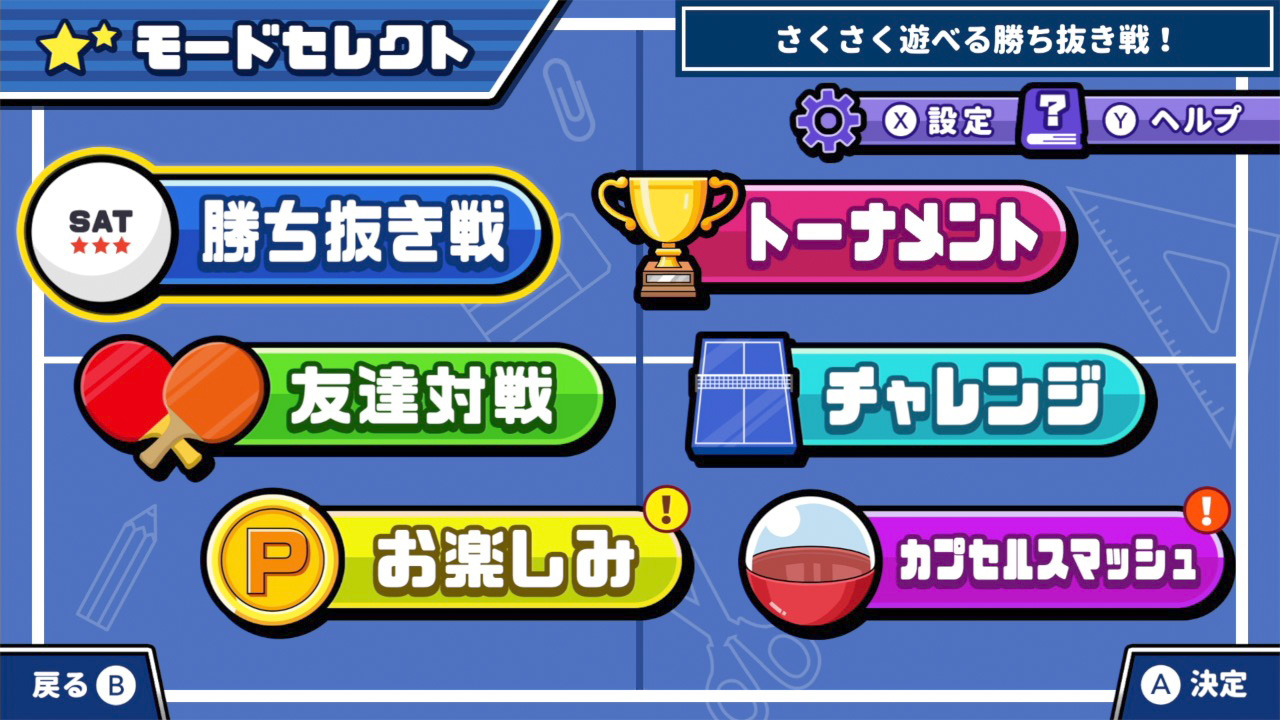 モードセレクト
さくさく遊べる勝ち抜き戦！
X 設定
? Y ヘルプ
SAT
勝ち抜き戦
トーナメント
友達対戦
チャレンジ
P お楽しみ !
カプセルスマッシュ !
戻る B
A 決定